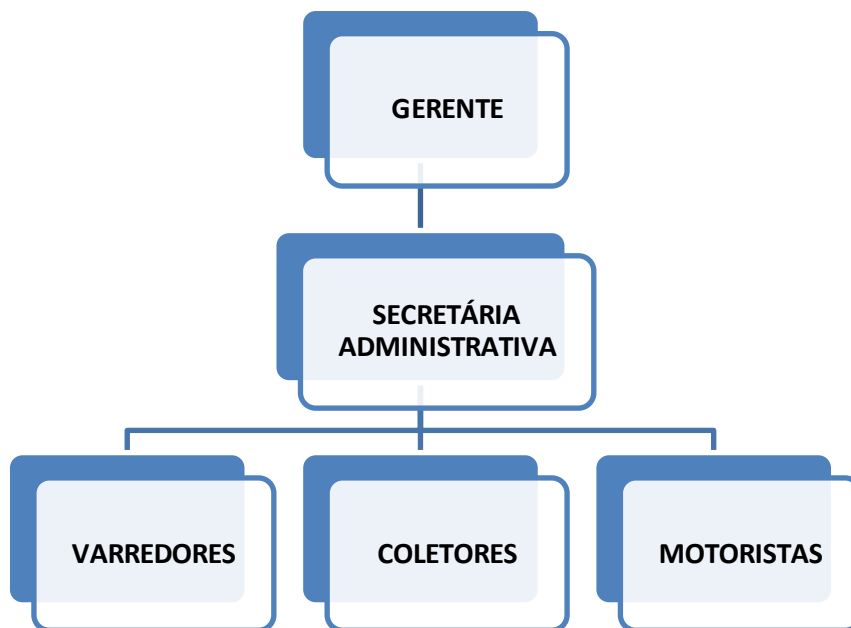 GERENTE
SECRETÁRIA
ADMINISTRATIVA
VARREDORES
COLETORES
MOTORISTAS